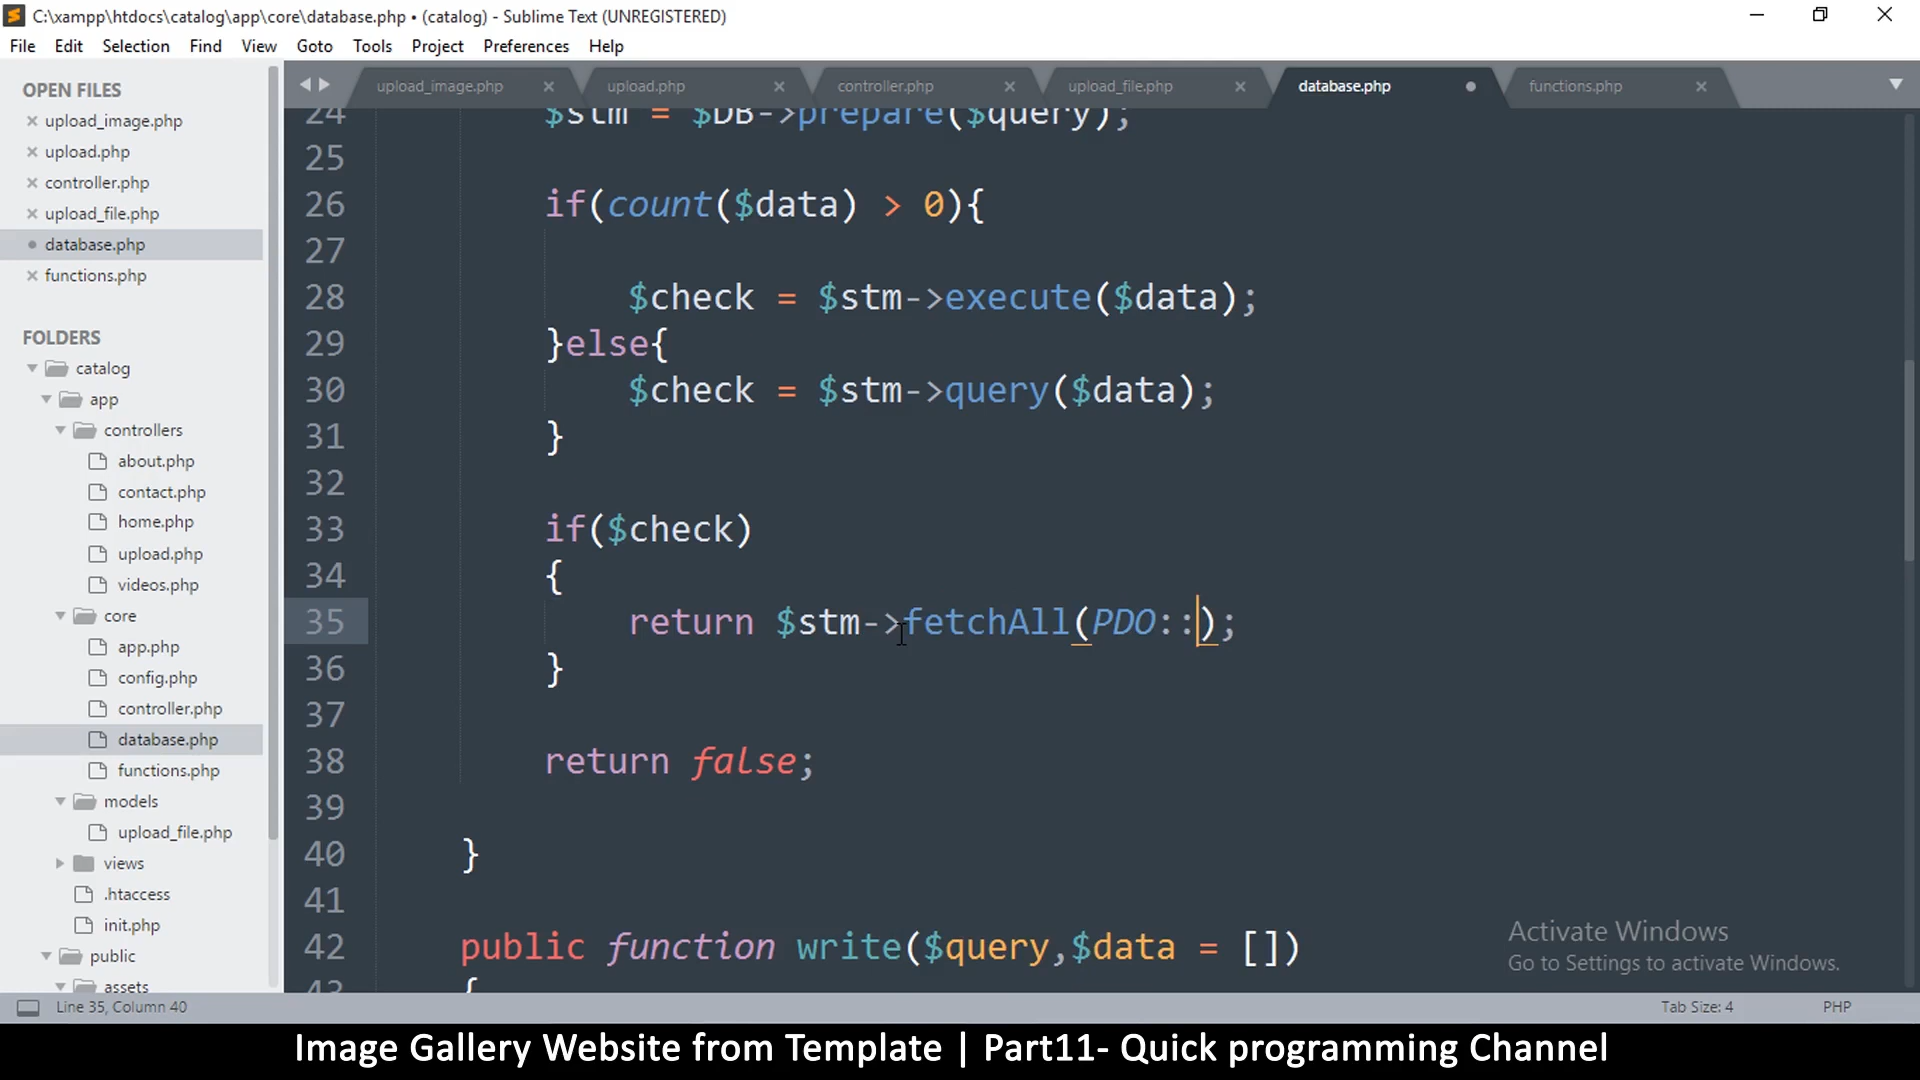 C:\xampp\htdocs\catalog\app\core\database.php • (catalog) - Sublime Text (UNREGISTERED)
File Edit Selection Find View Goto Tools Project Preferences Help
OPEN FILES
upload_image.php
upload.php
controller.php
upload_file.php
database.php
functions.php
FOLDERS
catalog
app
controllers
about.php
contact.php
home.php
upload.php
videos.php
core
app.php
config.php
controller.php
database.php
functions.php
models
upload_file.php
views
.htaccess
init.php
public
assets
upload_image.php upload.php controller.php upload_file.php database.php functions.php
24 $stm = $DB->prepare($query);
25
26 if(count($data) > 0){
27
28 $check = $stm->execute($data);
29 }else{
30 $check = $stm->query($data);
31 }
32
33 if($check)
34 {
35 return $stm->fetchAll(PDO::);
36 }
37
38 return false;
39
40 }
41
42 public function write($query,$data = [])
43 {
Activate Windows
Go to Settings to activate Windows.
Line 35, Column 40 Tab Size: 4 PHP
Image Gallery Website from Template | Part11- Quick programming Channel